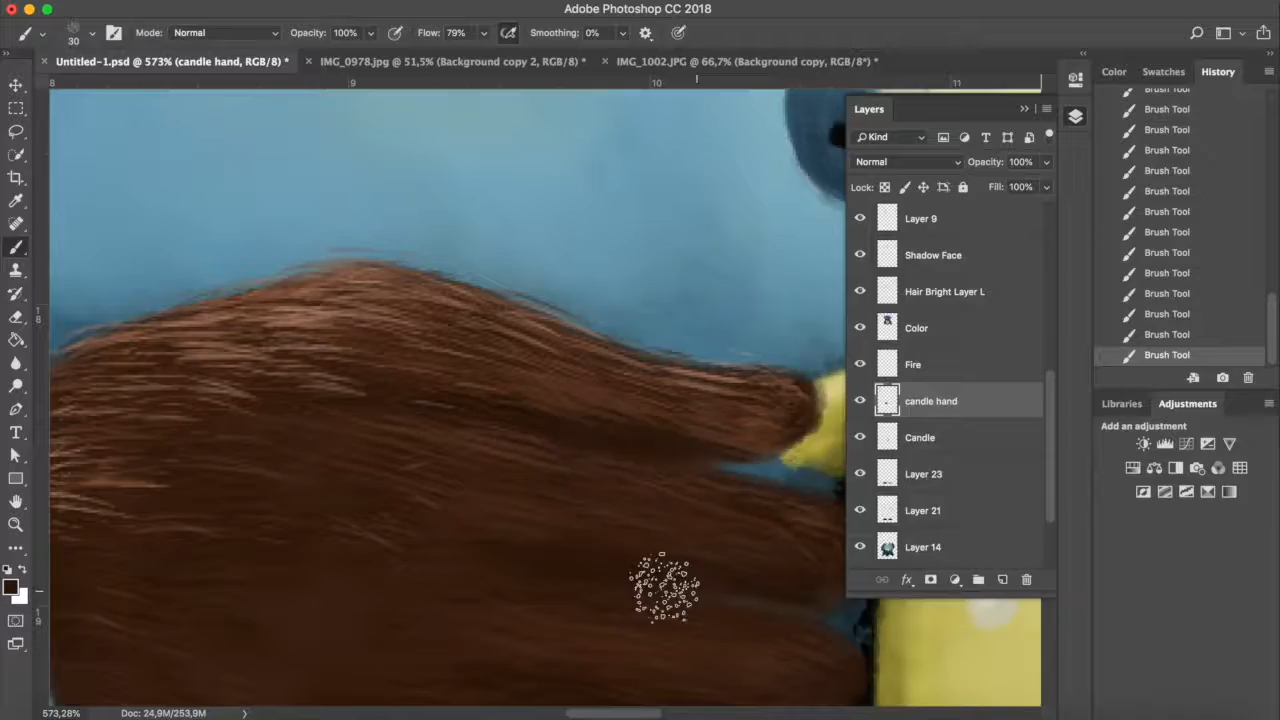 Adobe Photoshop CC 2018
30 Mode: Normal Opacity: 100% Flow: 79% Smoothing: 0%
Untitled-1.psd @ 573% (candle hand, RGB/8) * IMG_0978.jpg @ 51,5% (Background copy 2, RGB/8) * IMG_1002.JPG @ 66,7% (Background copy, RGB/8*) *
8 9 10 11
Color Swatches History
Brush Tool
Brush Tool
Brush Tool
Brush Tool
Brush Tool
Brush Tool
Brush Tool
Brush Tool
Brush Tool
Brush Tool
Brush Tool
Brush Tool
Brush Tool
Layers
Kind
Normal Opacity: 100%
Lock: Fill: 100%
Layer 9
Shadow Face
Hair Bright Layer L
Color
Fire
candle hand
Candle
Layer 23
Layer 21
Layer 14
fx
Libraries Adjustments
Add an adjustment
18
19
573,28% Doc: 24,9M/253,9M